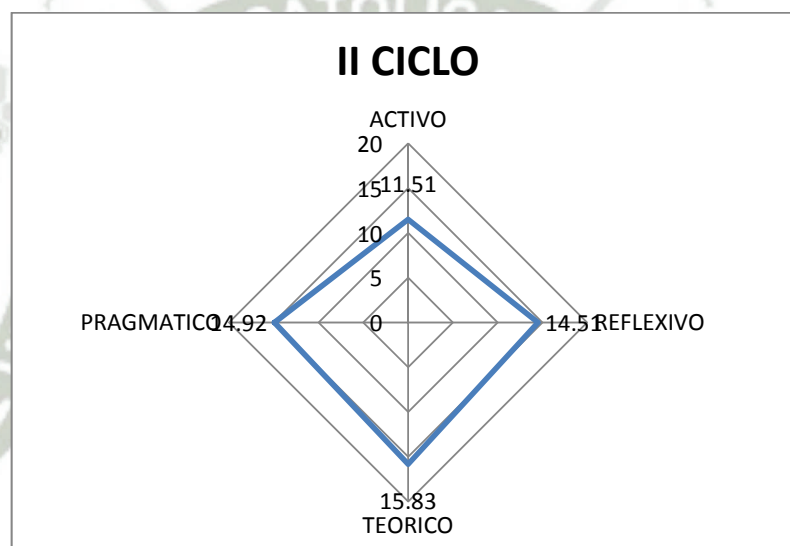 II CICLO
ACTIVO
20
11.51
15
10
5
PRAGMATICO
14.92
0
14.51
REFLEXIVO
15.83
TEORICO